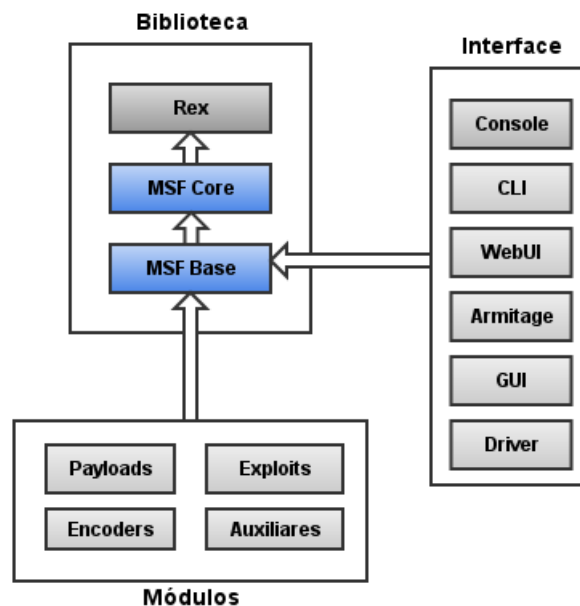 Biblioteca
Rex
MSF Core
MSF Base
Interface
Console
CLI
WebUI
Armitage
GUI
Driver
Payloads
Exploits
Encoders
Auxiliares
Módulos